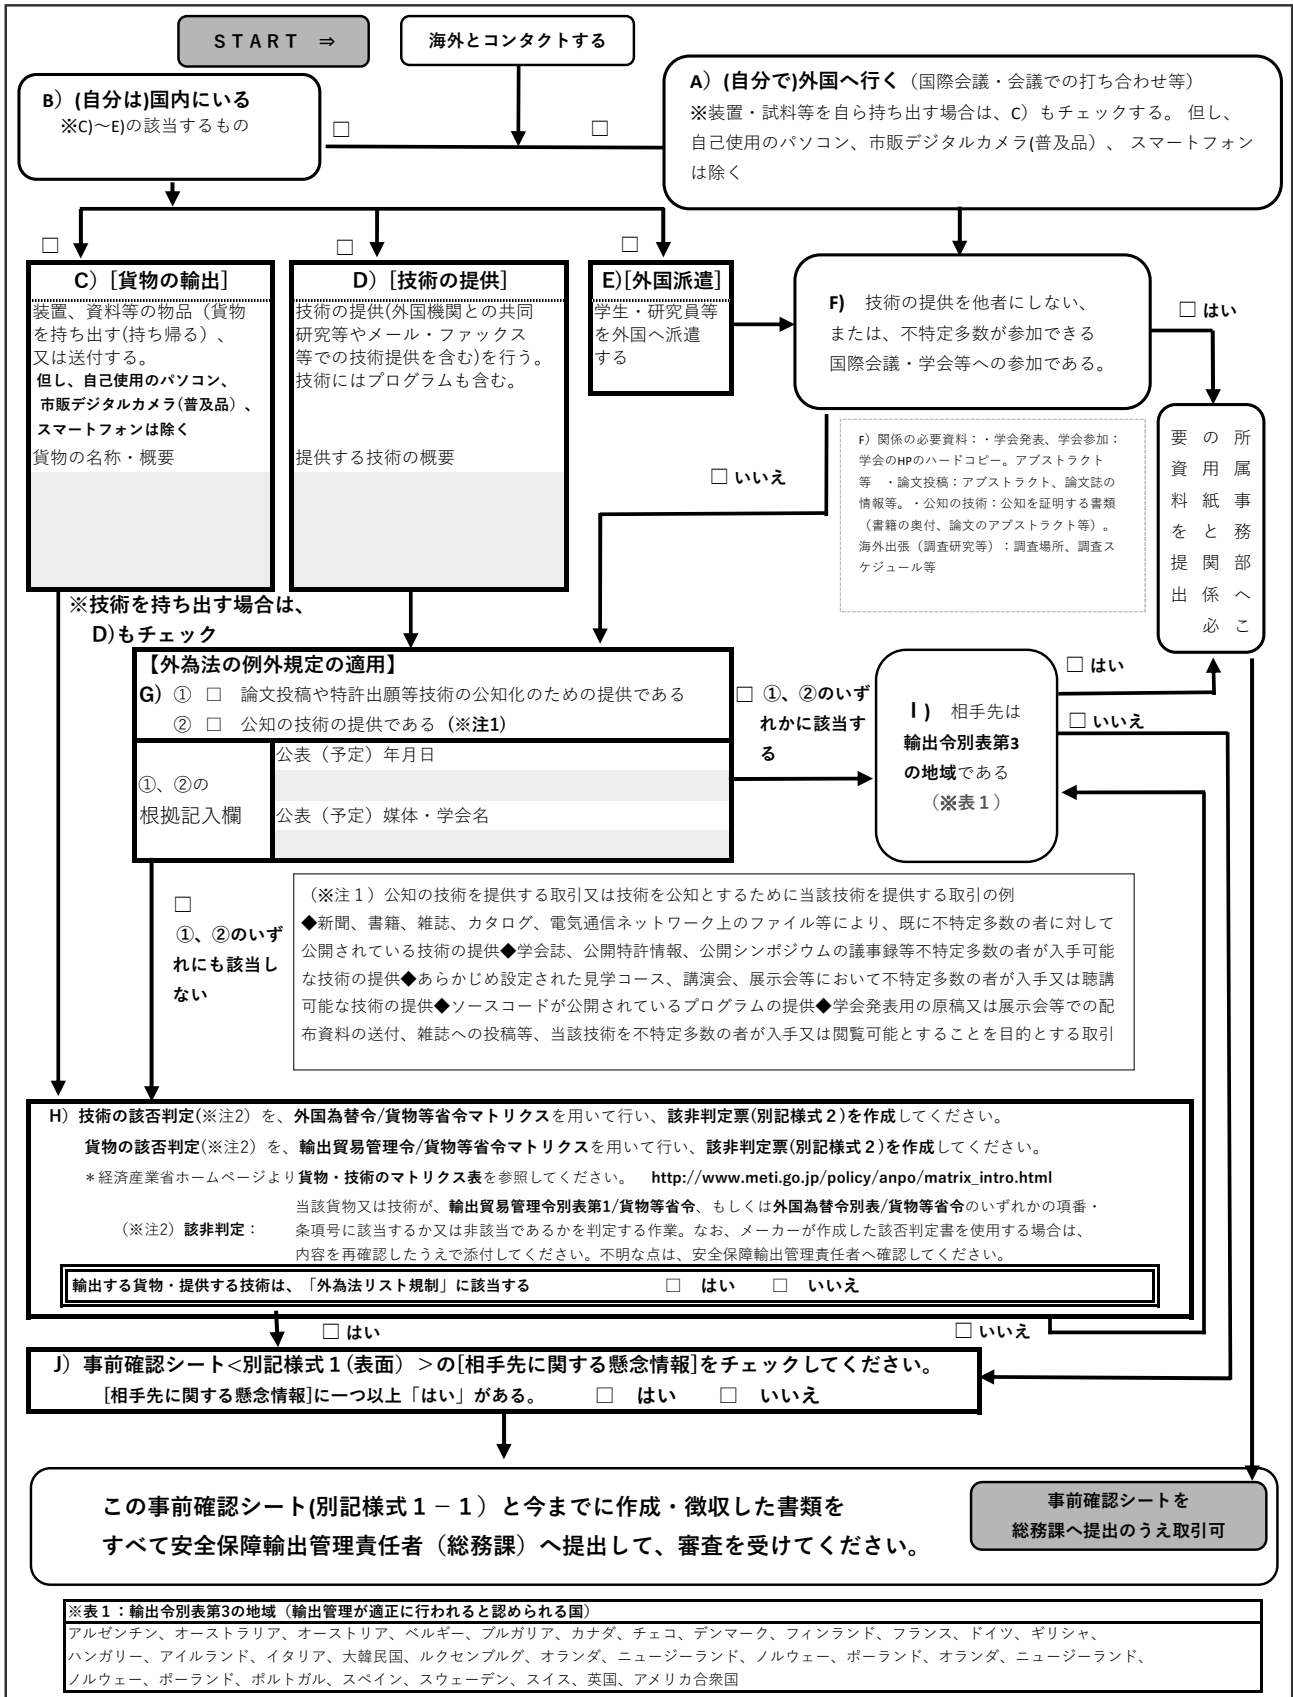 START ⇒
海外とコンタクトする
B）(自分は)国内にいる
※C)～E)の該当するもの
□
□
A）(自分で)外国へ行く（国際会議・会議での打ち合わせ等）
※装置・試料等を自ら持ち出す場合は、C）もチェックする。 但し、
自己使用のパソコン、市販デジタルカメラ(普及品）、 スマートフォン
は除く
□
□
□
C）[貨物の輸出]
装置、資料等の物品（貨物
を持ち出す(持ち帰る）、
又は送付する。
但し、自己使用のパソコン、
市販デジタルカメラ(普及品）、
スマートフォンは除く
貨物の名称・概要
D）[技術の提供]
技術の提供(外国機関との共同
研究等やメール・ファックス
等での技術提供を含む)を行う。
技術にはプログラムも含む。
提供する技術の概要
E)[外国派遣]
学生・研究員等
を外国へ派遣
する
F)　技術の提供を他者にしない、
または、不特定多数が参加できる
国際会議・学会等への参加である。
□ はい
□ いいえ
F）関係の必要資料：・学会発表、学会参加：
学会のHPのハードコピー。アブストラクト
等　・論文投稿：アブストラクト、論文誌の
情報等。・公知の技術：公知を証明する書類
（書籍の奥付、論文のアブストラクト等）。
海外出張（調査研究等）：調査場所、調査ス
ケジュール等
所属事務部へこ
の用紙と関係必
要資料を提出
※技術を持ち出す場合は、
D)もチェック
【外為法の例外規定の適用】
G）① □　論文投稿や特許出願等技術の公知化のための提供である
② □　公知の技術の提供である（※注1）
①、②の
根拠記入欄
公表（予定）年月日
公表（予定）媒体・学会名
□ ①、②のいず
れかに該当す
る
I )　相手先は
輸出令別表第3
の地域である
（※表１）
□ はい
□ いいえ
□
①、②のいず
れにも該当し
ない
（※注１）公知の技術を提供する取引又は技術を公知とするために当該技術を提供する取引の例
◆新聞、書籍、雑誌、カタログ、電気通信ネットワーク上のファイル等により、既に不特定多数の者に対して
公開されている技術の提供◆学会誌、公開特許情報、公開シンポジウムの議事録等不特定多数の者が入手可能
な技術の提供◆あらかじめ設定された見学コース、講演会、展示会等において不特定多数の者が入手又は聴講
可能な技術の提供◆ソースコードが公開されているプログラムの提供◆学会発表用の原稿又は展示会等での配
布資料の送付、雑誌への投稿等、当該技術を不特定多数の者が入手又は閲覧可能とすることを目的とする取引
H）技術の該否判定(※注2）を、外国為替令/貨物等省令マトリクスを用いて行い、該非判定票(別記様式２)を作成してください。
貨物の該否判定(※注2）を、輸出貿易管理令/貨物等省令マトリクスを用いて行い、該非判定票(別記様式２)を作成してください。
＊経済産業省ホームページより貨物・技術のマトリクス表を参照してください。　http://www.meti.go.jp/policy/anpo/matrix_intro.html
（※注2）該非判定：
当該貨物又は技術が、輸出貿易管理令別表第1/貨物等省令、もしくは外国為替令別表/貨物等省令のいずれかの項番・
条項号に該当するか又は非該当であるかを判定する作業。なお、メーカーが作成した該否判定書を使用する場合は、
内容を再確認したうえで添付してください。不明な点は、安全保障輸出管理責任者へ確認してください。
輸出する貨物・提供する技術は、「外為法リスト規制」に該当する　□　はい　□　いいえ
□ はい
□ いいえ
J）事前確認シート<別記様式１(表面）>の[相手先に関する懸念情報]をチェックしてください。
[相手先に関する懸念情報]に一つ以上「はい」がある。　□　はい　□　いいえ
この事前確認シート(別記様式１－１）と今までに作成・徴収した書類を
すべて安全保障輸出管理責任者（総務課）へ提出して、審査を受けてください。
事前確認シートを
総務課へ提出のうえ取引可
※表１：輸出令別表第3の地域（輸出管理が適正に行われると認められる国）
アルゼンチン、オーストラリア、オーストリア、ベルギー、ブルガリア、カナダ、チェコ、デンマーク、フィンランド、フランス、ドイツ、ギリシャ、
ハンガリー、アイルランド、イタリア、大韓民国、ルクセンブルグ、オランダ、ニュージーランド、ノルウェー、ポーランド、オランダ、ニュージーランド、
ノルウェー、ポーランド、ポルトガル、スペイン、スウェーデン、スイス、英国、アメリカ合衆国